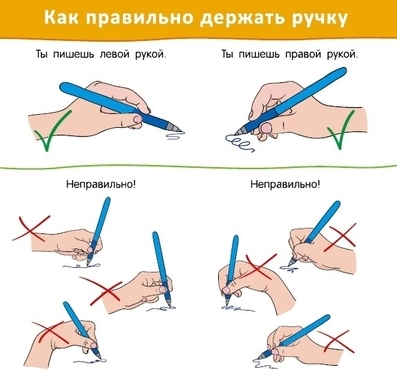 Как правильно держать ручку
Ты пишешь левой рукой.
Ты пишешь правой рукой.
Неправильно!
Неправильно!